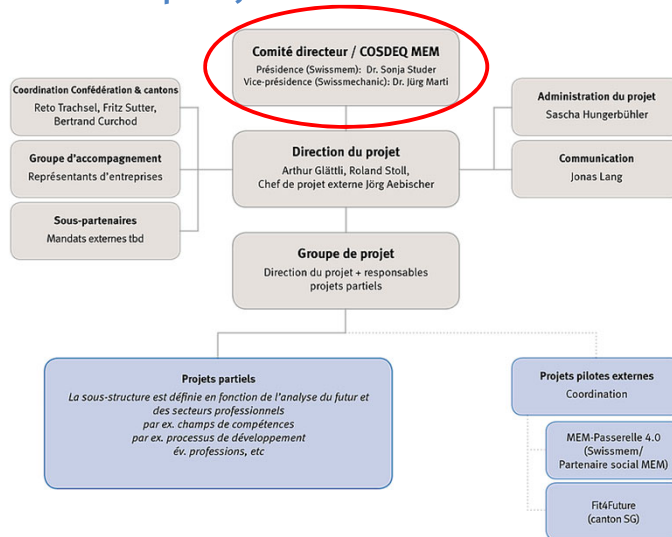 Comité directeur / COSDEQ MEM
Présidence (Swissmem): Dr. Sonja Studer
Vice-présidence (Swissmechanic): Dr. Jürg Marti
Coordination Confédération & cantons
Reto Trachsel, Fritz Sutter,
Bertrand Curchod
Administration du projet
Sascha Hungerbühler
Direction du projet
Arthur Glättli, Roland Stoll,
Chef de projet externe Jörg Aebischer
Groupe d'accompagnement
Représentants d'entreprises
Communication
Jonas Lang
Sous-partenaires
Mandats externes tbd
Groupe de projet
Direction du projet + responsables
projets partiels
Projets partiels
La sous-structure est définie en fonction de l'analyse du futur et
des secteurs professionnels
par ex. champs de compétences
par ex. processus de développement
év. professions, etc
Projets pilotes externes
Coordination
MEM-Passerelle 4.0
(Swissmem/
Partenaire social MEM)
Fit4Future
(canton SG)